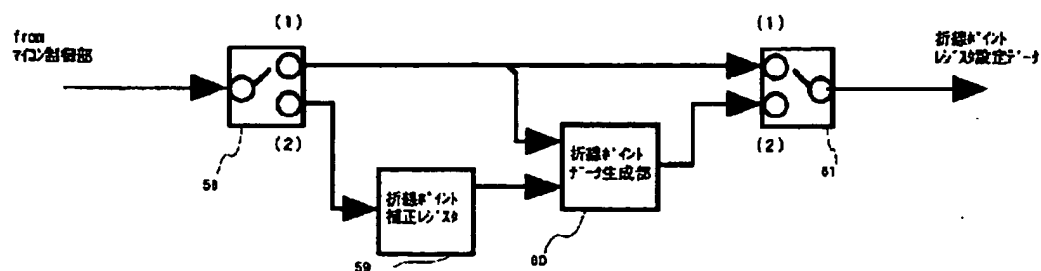 from
マイコン制御部
(1)
(1)
折線ポイント
レジスタ設定データ
(2)
58
折線ポイント
補正レジスタ
59
折線ポイント
データ生成部
60
(2)
61